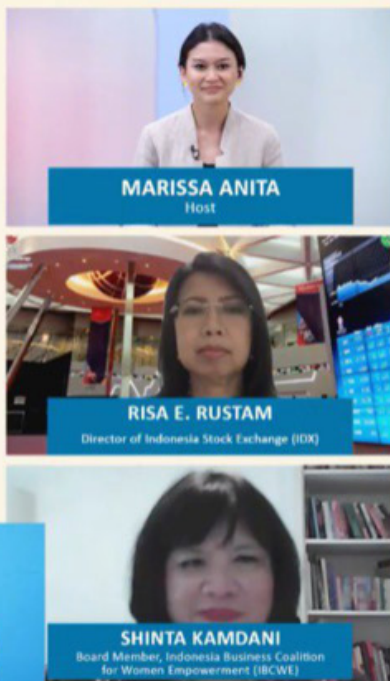 MARISSA ANITA
Host
RISA E. RUSTAM
Director of Indonesia Stock Exchange (IDX)
SHINTA KAMDANI
Board Member, Indonesia Business Coalition
for Women Empowerment (IBCWE)